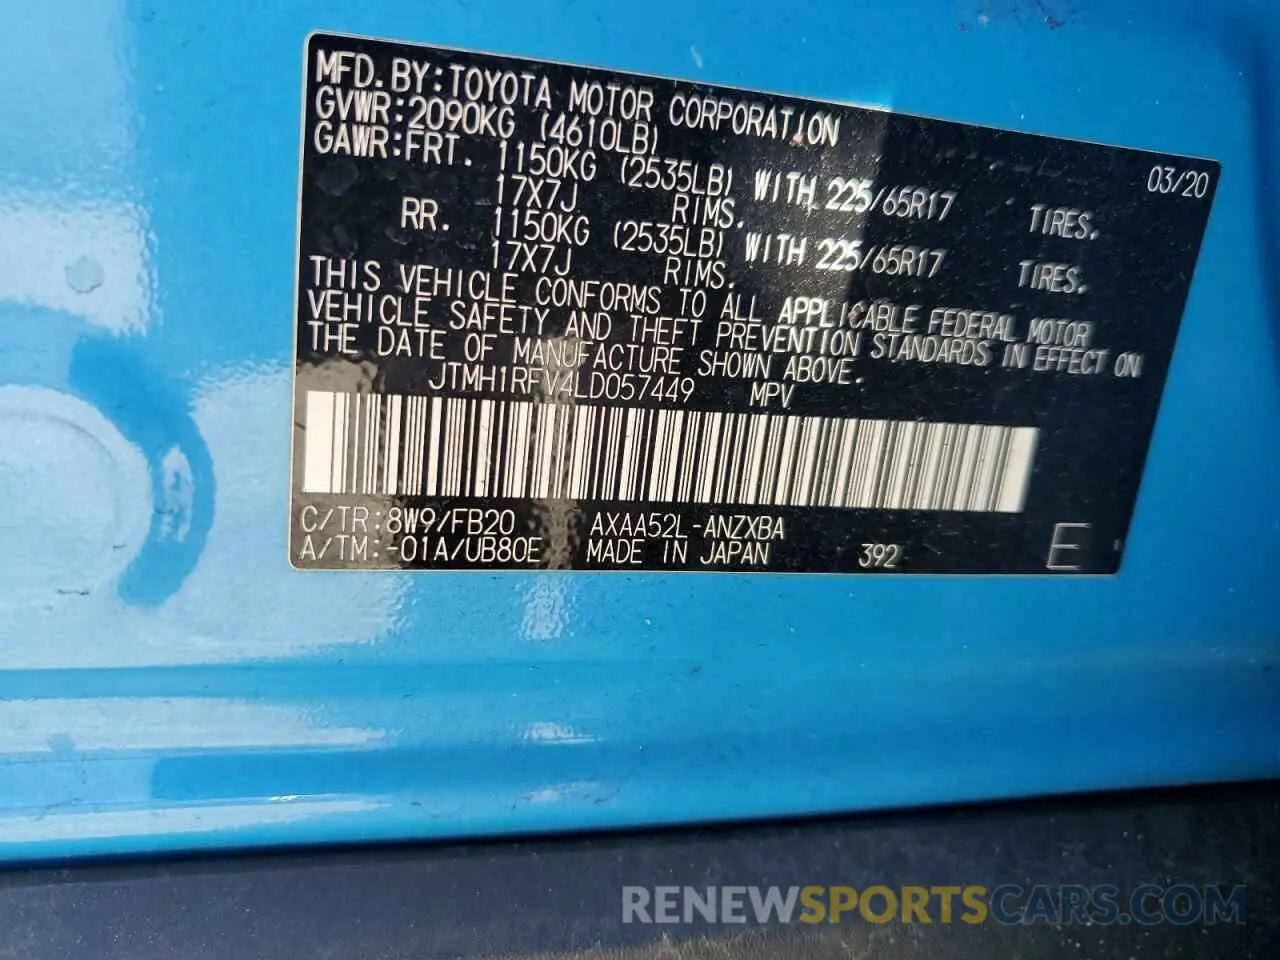 MFD.BY:TOYOTA MOTOR CORPORATION
03/20
GVWR:2090KG (4610LB)
GAWR:FRT. 1150KG (2535LB) WITH 225/65R17 TIRES.
17X7J RIMS.
RR. 1150KG (2535LB) WITH 225/65R17 TIRES.
17X7J RIMS.
THIS VEHICLE CONFORMS TO ALL APPLICABLE FEDERAL MOTOR
VEHICLE SAFETY AND THEFT PREVENTION STANDARDS IN EFFECT ON
THE DATE OF MANUFACTURE SHOWN ABOVE.
JTMH1RFV4LD057449 MPV
C/TR:8W9/FB20 AXAA52L-ANZXBA
A/TM:-01A/UB80E MADE IN JAPAN 392 E
RENEWSPORTSCARS.COM